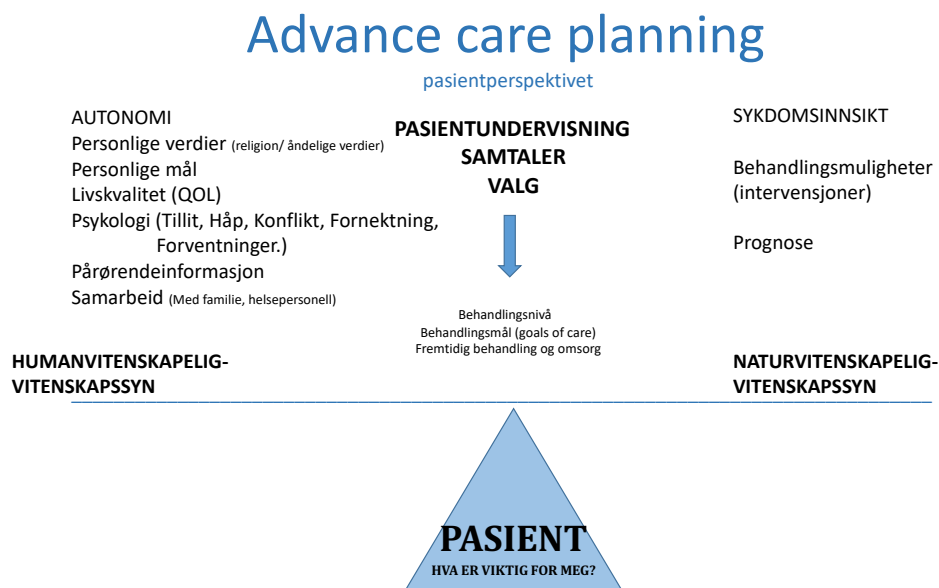 Advance care planning
pasientperspektivet
AUTONOMI
Personlige verdier (religion/ åndelige verdier)
Personlige mål
Livskvalitet (QOL)
Psykologi (Tillit, Håp, Konflikt, Fornektning,
Forventninger.)
Pårørendeinformasjon
Samarbeid (Med familie, helsepersonell)
HUMANVITENSKAPELIG-
VITENSKAPSSYN
PASIENTUNDERVISNING
SAMTALER
VALG
Behandlingsnivå
Behandlingsmål (goals of care)
Fremtidig behandling og omsorg
SYKDOMSINNSIKT
Behandlingsmuligheter
(intervensjoner)
Prognose
NATURVITENSKAPELIG-
VITENSKAPSSYN
PASIENT
HVA ER VIKTIG FOR MEG?